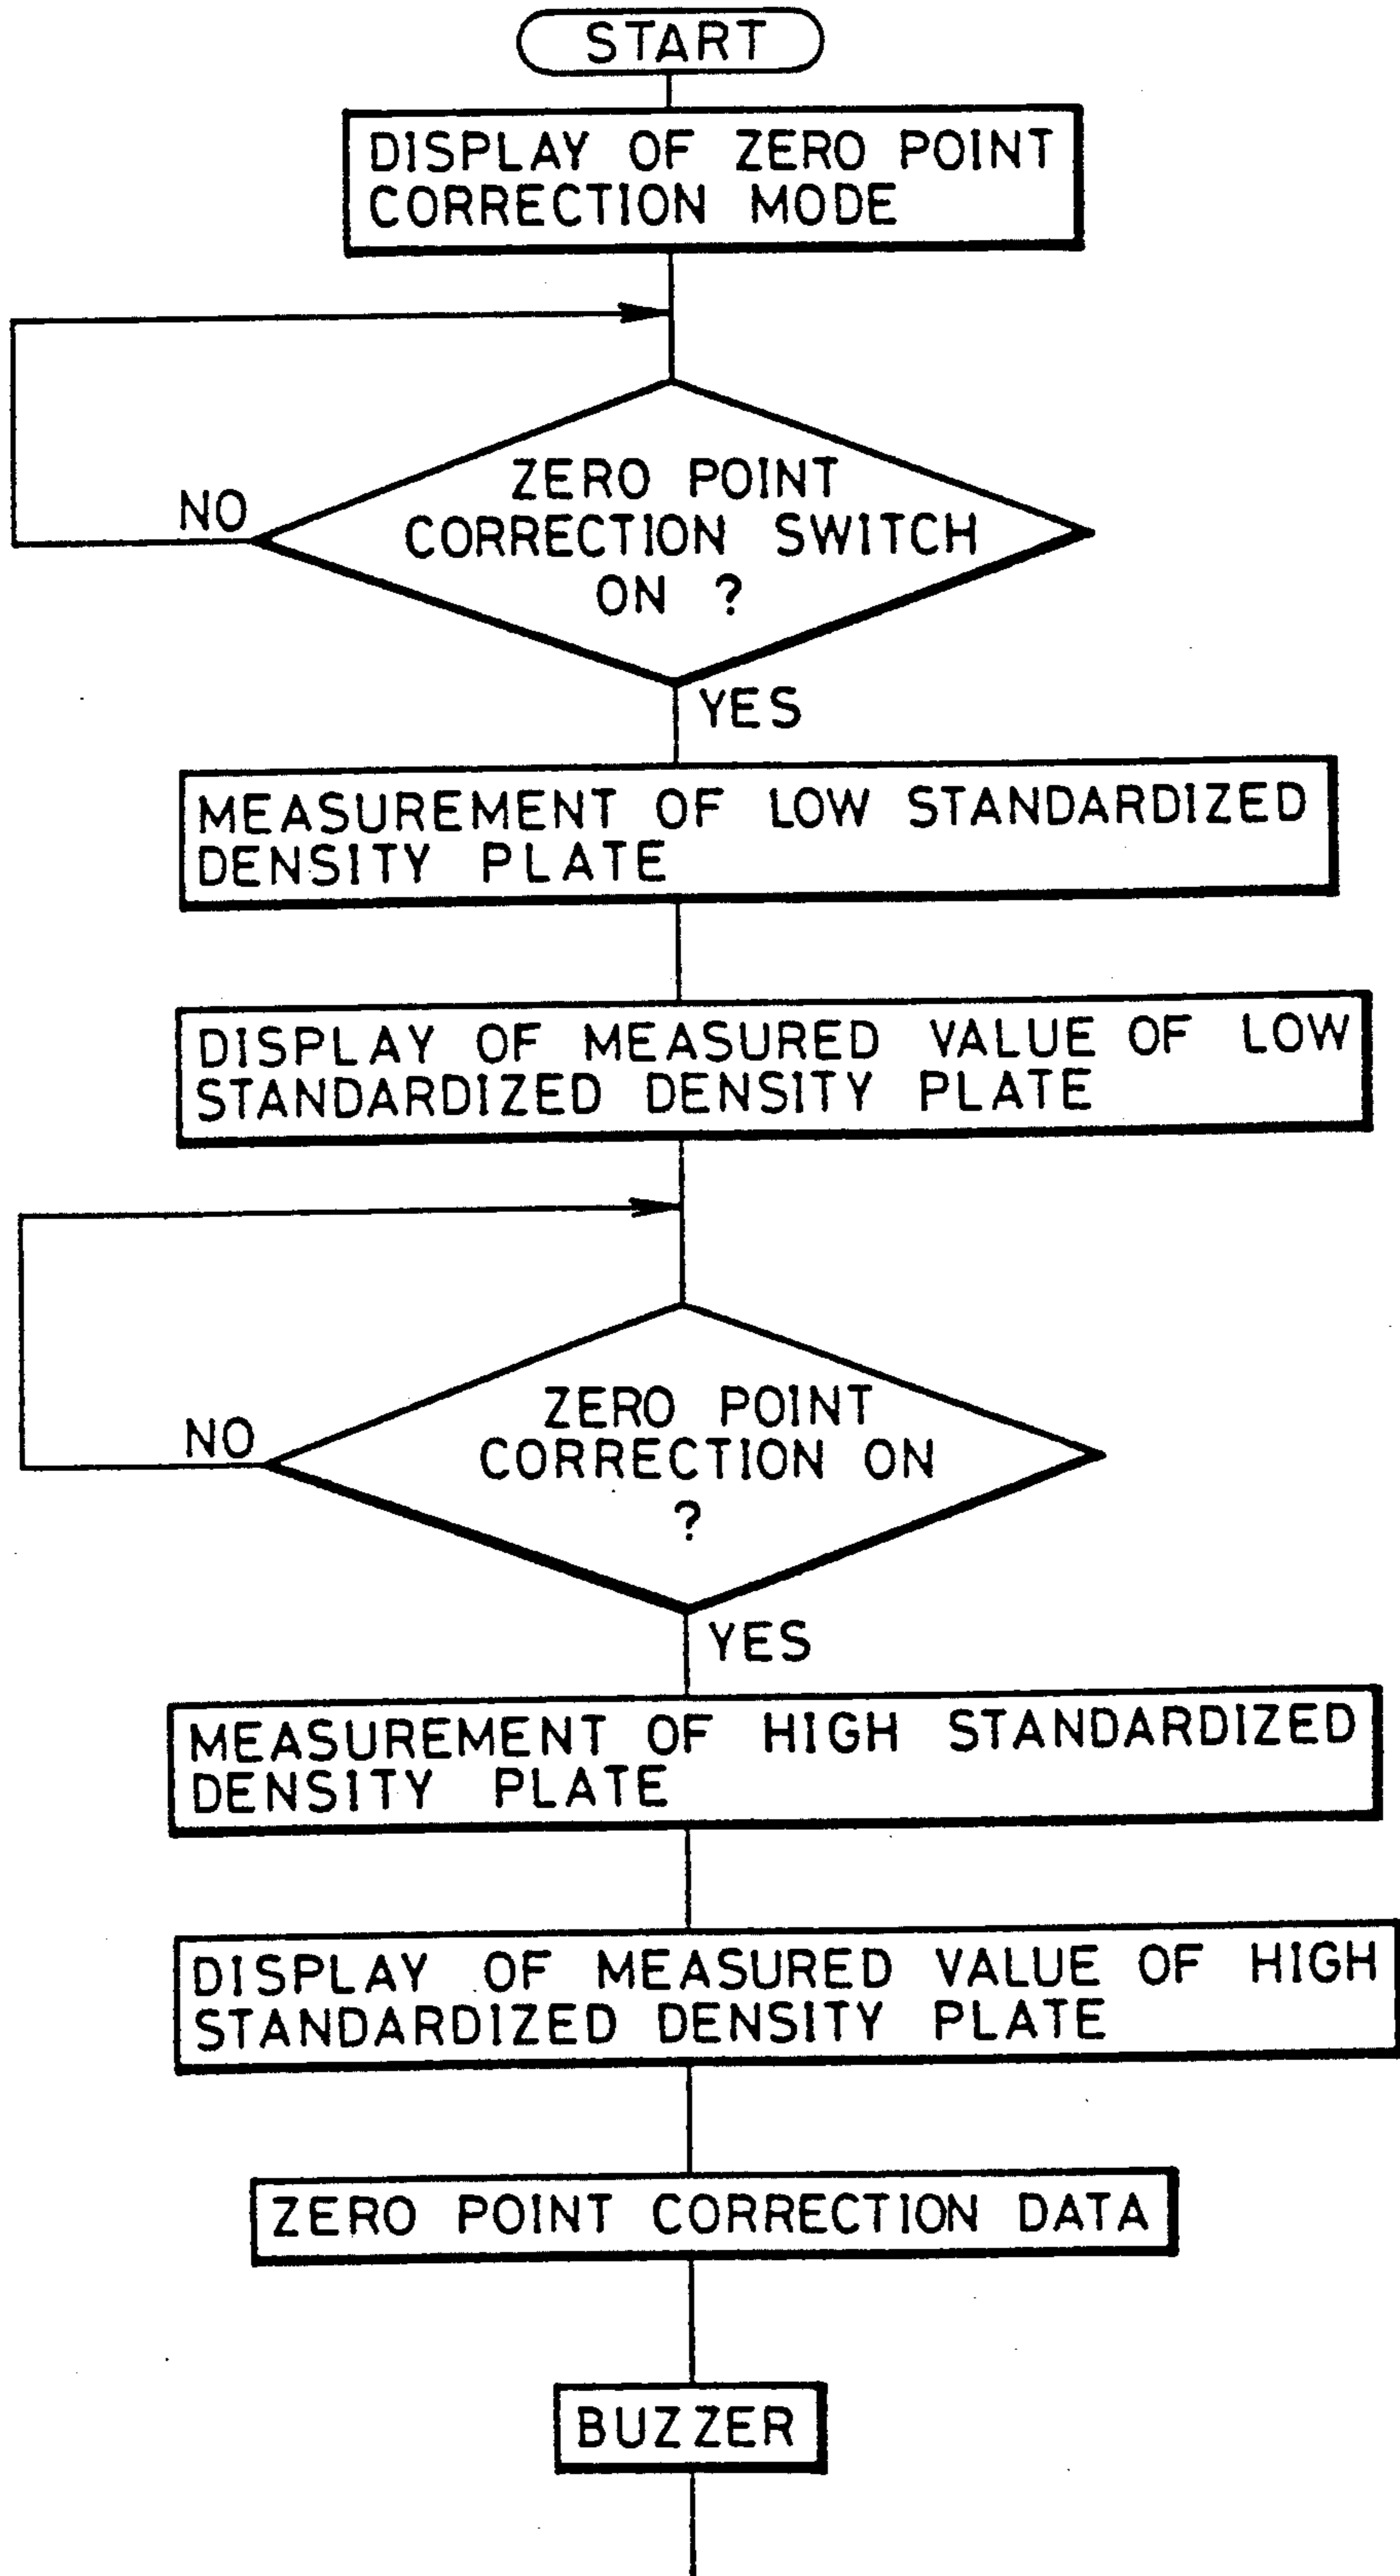 START
DISPLAY OF ZERO POINT
CORRECTION MODE
ZERO POINT
CORRECTION SWITCH
ON ?
NO
YES
MEASUREMENT OF LOW STANDARDIZED
DENSITY PLATE
DISPLAY OF MEASURED VALUE OF LOW
STANDARDIZED DENSITY PLATE
ZERO POINT
CORRECTION ON
?
NO
YES
MEASUREMENT OF HIGH STANDARDIZED
DENSITY PLATE
DISPLAY OF MEASURED VALUE OF HIGH
STANDARDIZED DENSITY PLATE
ZERO POINT CORRECTION DATA
BUZZER